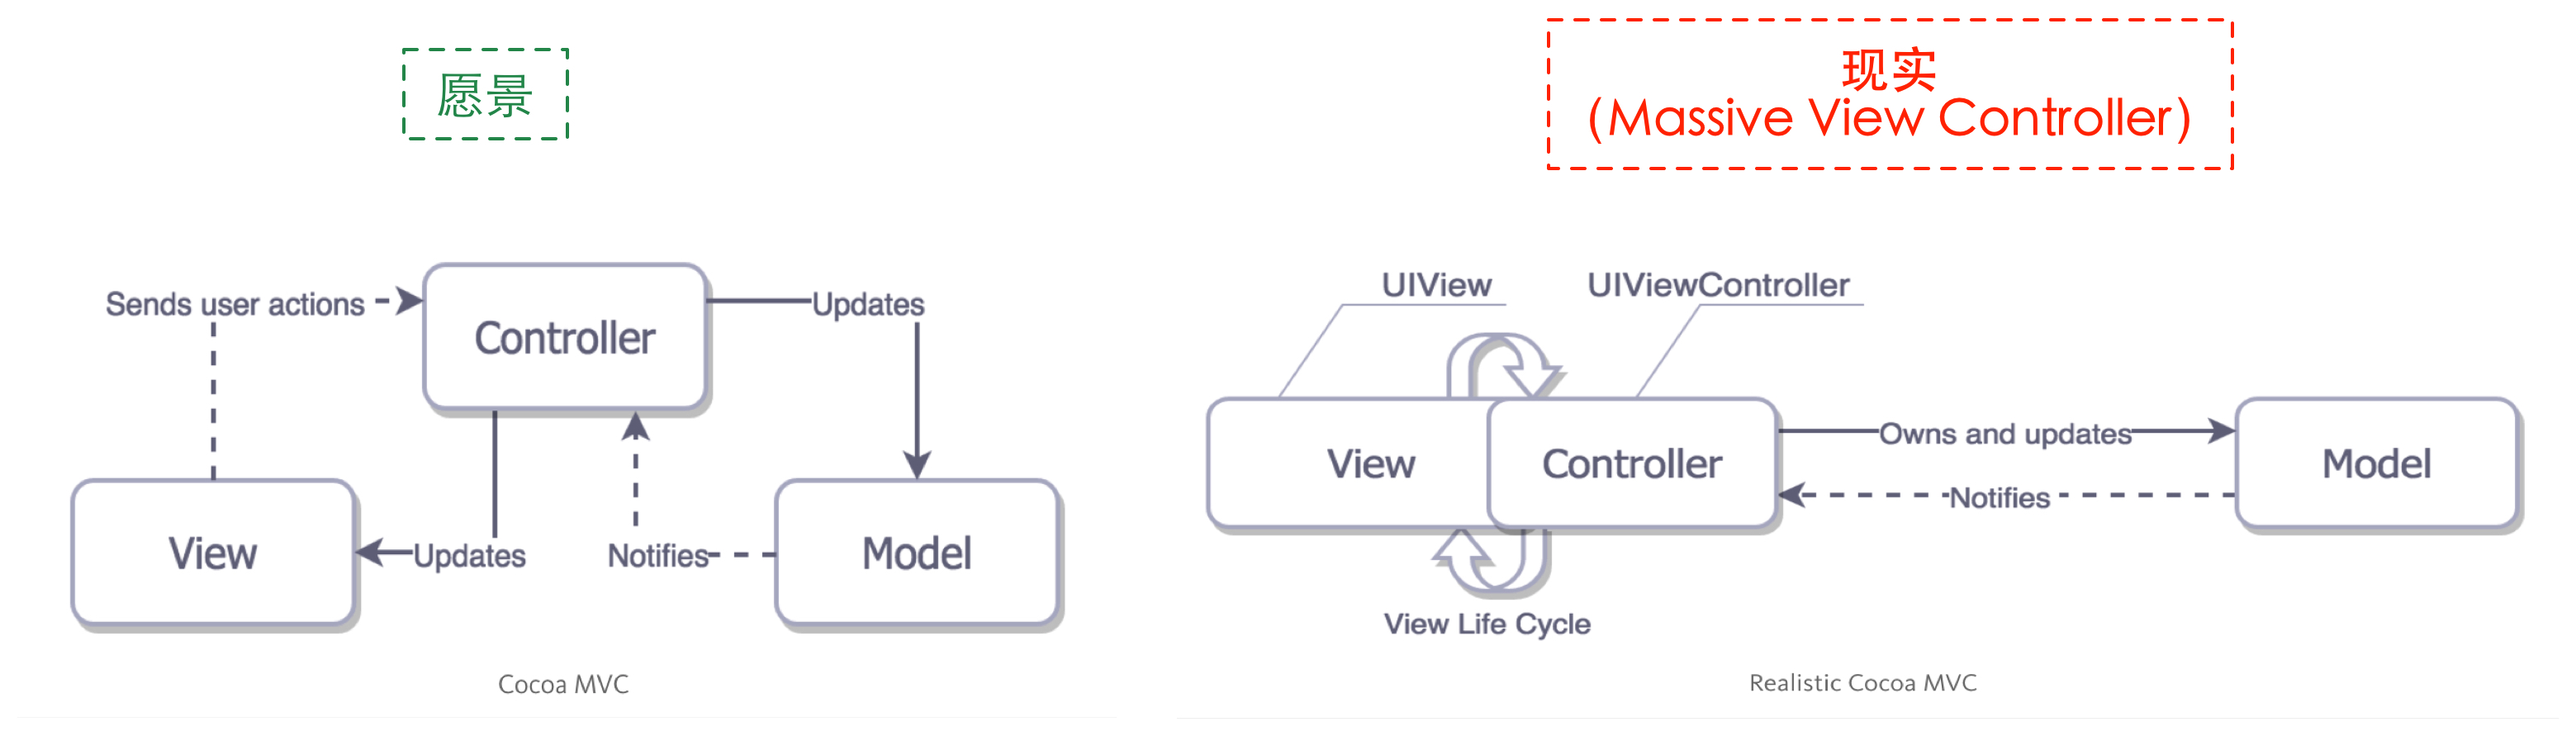 愿景
Sends user actions
Controller
Updates
View
Updates
Notifies
Model
Cocoa MVC
现实
(Massive View Controller)
UIView
UIViewController
View
Controller
Owns and updates
Notifies
Model
View Life Cycle
Realistic Cocoa MVC